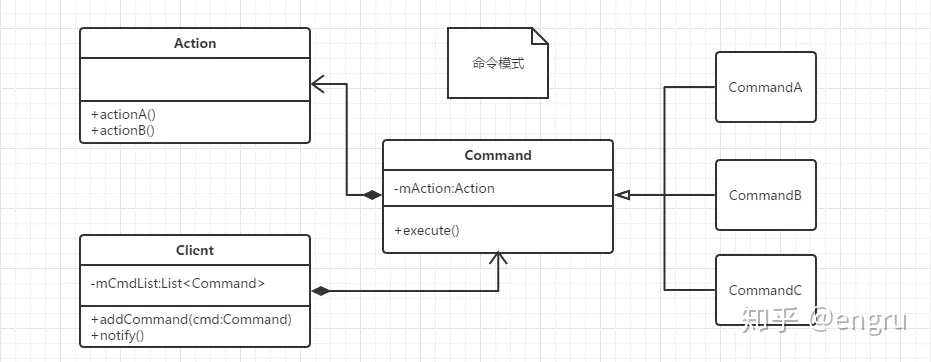 Action
+actionA()
+actionB()
命令模式
CommandA
Command
-mAction:Action
+execute()
CommandB
Client
-mCmdList:List<Command>
+addCommand(cmd:Command)
+notify()
CommandC
知乎 @engru